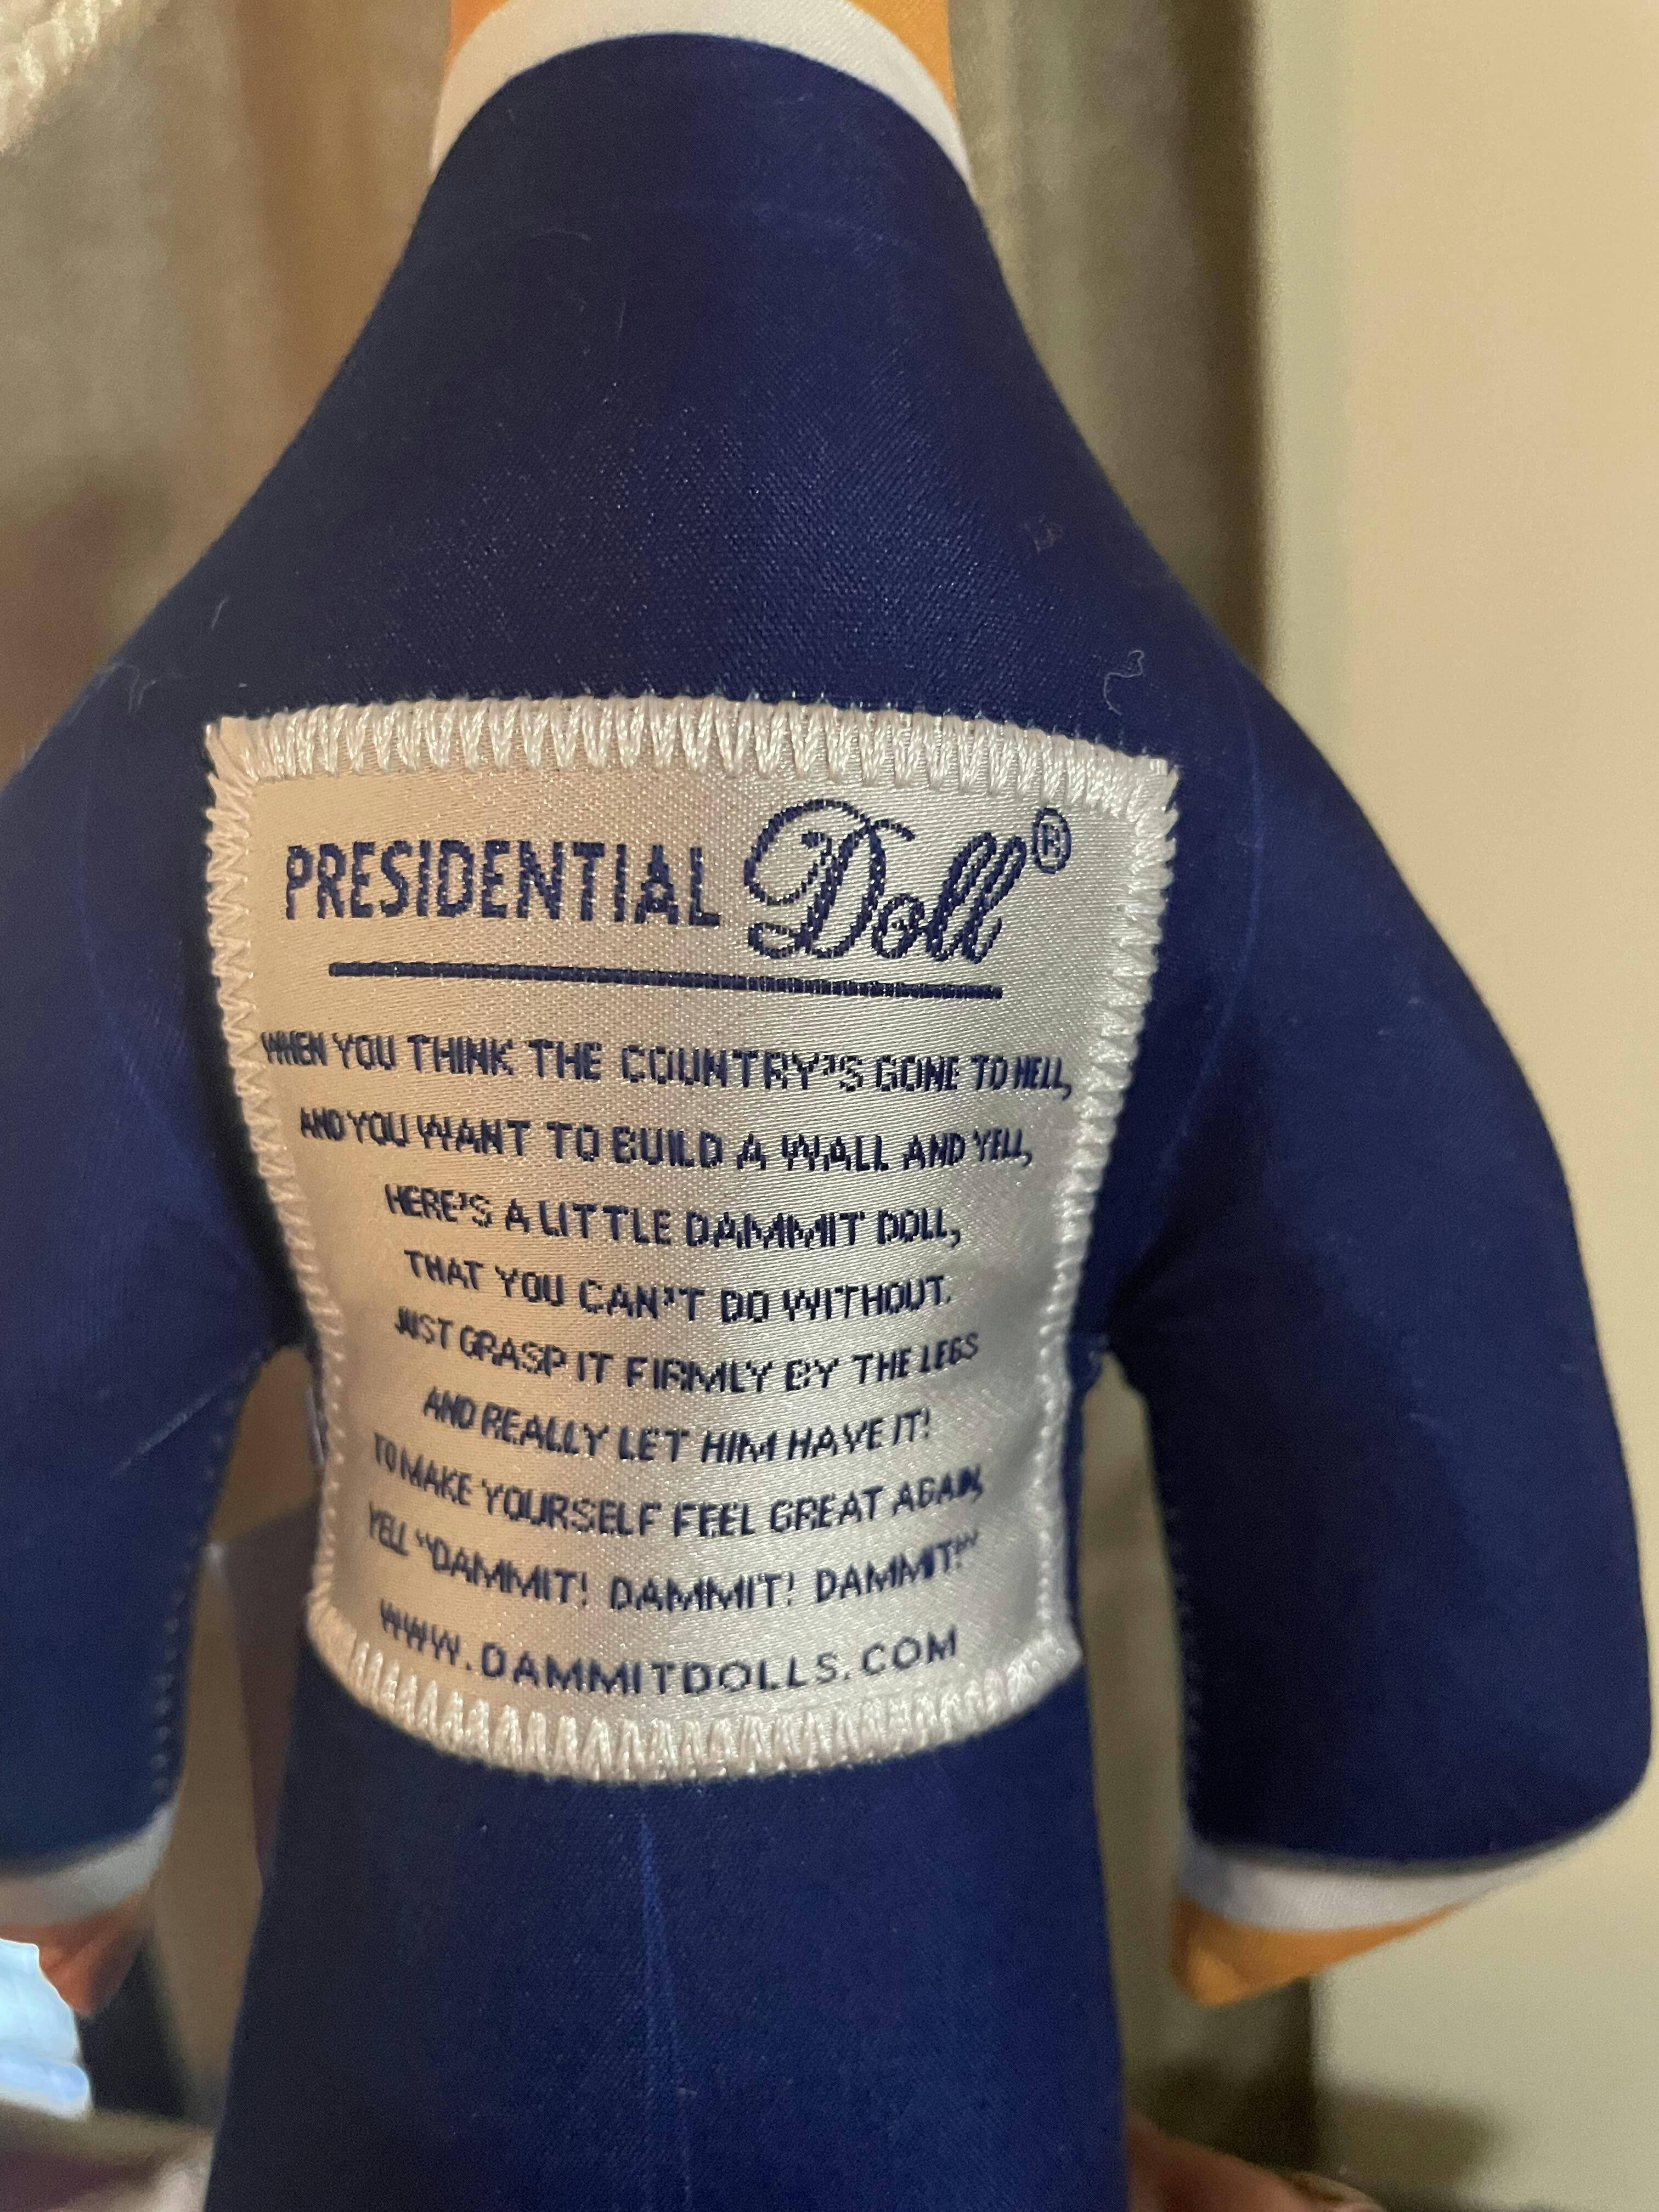 PRESIDENTIAL Doll®
WHEN YOU THINK THE COUNTRY'S GONE TO HELL,
AND YOU WANT TO BUILD A WALL AND YELL,
HERE'S A LITTLE DAMMIT DOLL,
THAT YOU CAN'T DO WITHOUT.
JUST GRASP IT FIRMLY BY THE LEGS
AND REALLY LET HIM HAVE IT!
TO MAKE YOURSELF FEEL GREAT AGAIN,
YELL "DAMMIT! DAMMIT! DAMMIT!"
WWW.DAMMITDOLLS.COM